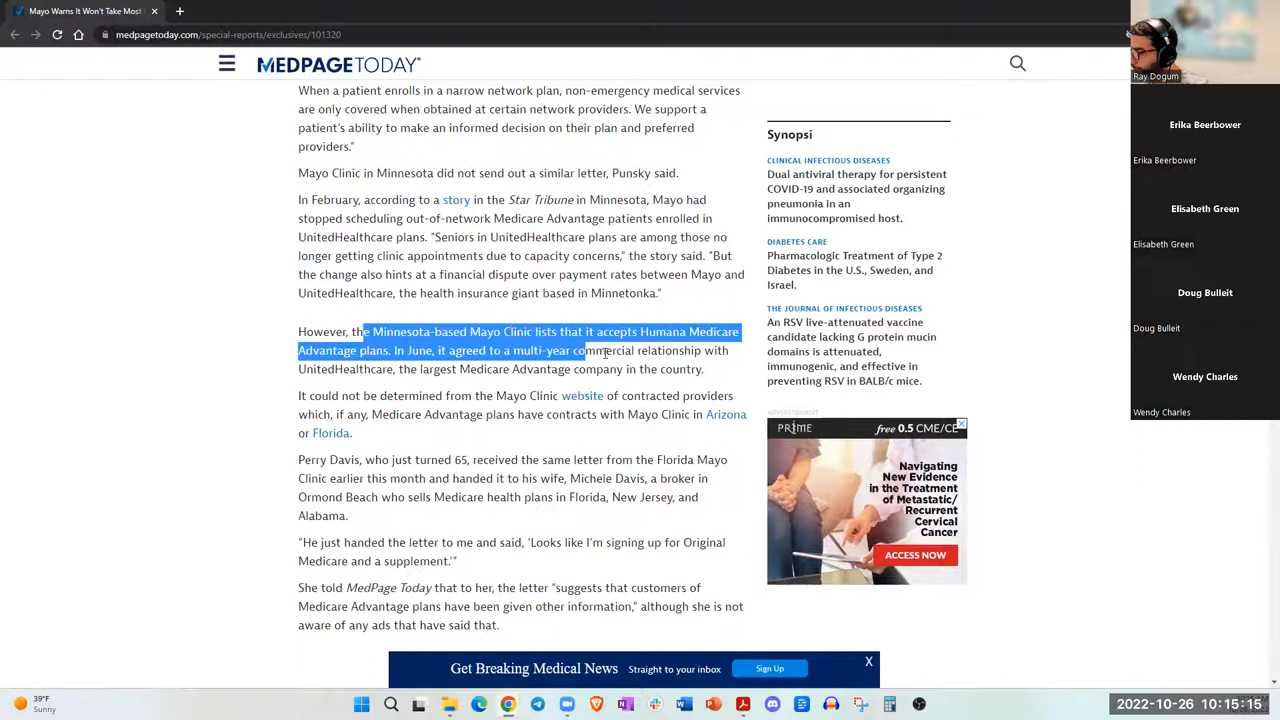 Mayo Warns It Won't Take Most
medpagetoday.com/special-reports/exclusives/101320
MEDPAGE TODAY
When a patient enrolls in a narrow network plan, non-emergency medical services
are only covered when obtained at certain network providers. We support a
patient's ability to make an informed decision on their plan and preferred
providers."
Mayo Clinic in Minnesota did not send out a similar letter, Punsky said.
In February, according to a story in the Star Tribune in Minnesota, Mayo had
stopped scheduling out-of-network Medicare Advantage patients enrolled in
UnitedHealthcare plans. "Seniors in UnitedHealthcare plans are among those no
longer getting clinic appointments due to capacity concerns," the story said. "But
the change also hints at a financial dispute over payment rates between Mayo and
UnitedHealthcare, the health insurance giant based in Minnetonka."
However, the Minnesota-based Mayo Clinic lists that it accepts Humana Medicare
Advantage plans. In June, it agreed to a multi-year commercial relationship with
UnitedHealthcare, the largest Medicare Advantage company in the country.
It could not be determined from the Mayo Clinic website of contracted providers
which, if any, Medicare Advantage plans have contracts with Mayo Clinic in Arizona
or Florida.
Perry Davis, who just turned 65, received the same letter from the Florida Mayo
Clinic earlier this month and handed it to his wife, Michele Davis, a broker in
Ormond Beach who sells Medicare health plans in Florida, New Jersey, and
Alabama.
"He just handed the letter to me and said, 'Looks like I'm signing up for Original
Medicare and a supplement.'"
She told MedPage Today that to her, the letter "suggests that customers of
Medicare Advantage plans have been given other information," although she is not
aware of any ads that have said that.
Synopsi
CLINICAL INFECTIOUS DISEASES
Dual antiviral therapy for persistent
COVID-19 and associated organizing
pneumonia in an
immunocompromised host.
DIABETES CARE
Pharmacologic Treatment of Type 2
Diabetes in the U.S., Sweden, and
Israel.
THE JOURNAL OF INFECTIOUS DISEASES
An RSV live-attenuated vaccine
candidate lacking G protein mucin
domains is attenuated,
immunogenic, and effective in
preventing RSV in BALB/c mice.
ADVERTISEMENT
PRIME free 0.5 CME/CE
Navigating
New Evidence
in the Treatment
of Metastatic/
Recurrent
Cervical
Cancer
ACCESS NOW
Get Breaking Medical News Straight to your inbox Sign Up X
Ray Dogum
Erika Beerbower
Erika Beerbower
Elisabeth Green
Elisabeth Green
Doug Bulleit
Doug Bulleit
Wendy Charles
Wendy Charles
39°F
Sunny
2022-10-26 10:15:15